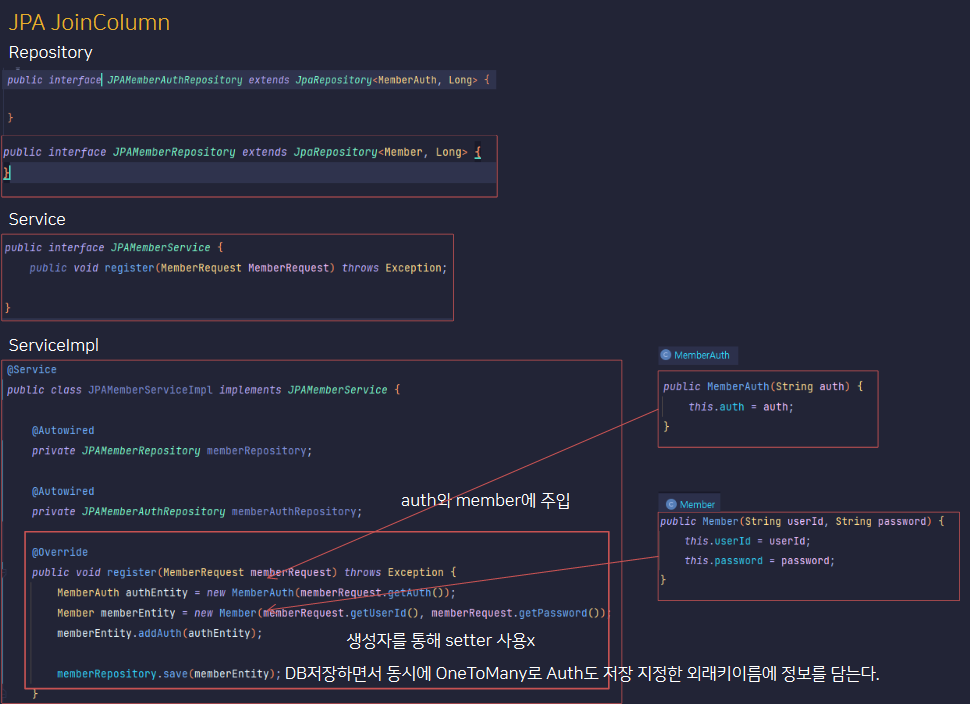 JPA JoinColumn
Repository
public interface JPAMemberAuthRepository extends JpaRepository<MemberAuth, Long> {
}
public interface JPAMemberRepository extends JpaRepository<Member, Long> {
}
Service
public interface JPAMemberService {
public void register(MemberRequest MemberRequest) throws Exception;
}
ServiceImpl
@Service
public class JPAMemberServiceImpl implements JPAMemberService {
@Autowired
private JPAMemberRepository memberRepository;
@Autowired
private JPAMemberAuthRepository memberAuthRepository;
auth와 member에 주입
@Override
public void register(MemberRequest memberRequest) throws Exception {
MemberAuth authEntity = new MemberAuth(memberRequest.getAuth());
Member memberEntity = new Member(memberRequest.getUserId(), memberRequest.getPassword());
memberEntity.addAuth(authEntity);
생성자를 통해 setter 사용x
memberRepository.save(memberEntity); DB저장하면서 동시에 OneToMany로 Auth도 저장 지정한 외래키이름에 정보를 담는다.
}
MemberAuth
public MemberAuth(String auth) {
this.auth = auth;
}
Member
public Member(String userId, String password) {
this.userId = userId;
this.password = password;
}